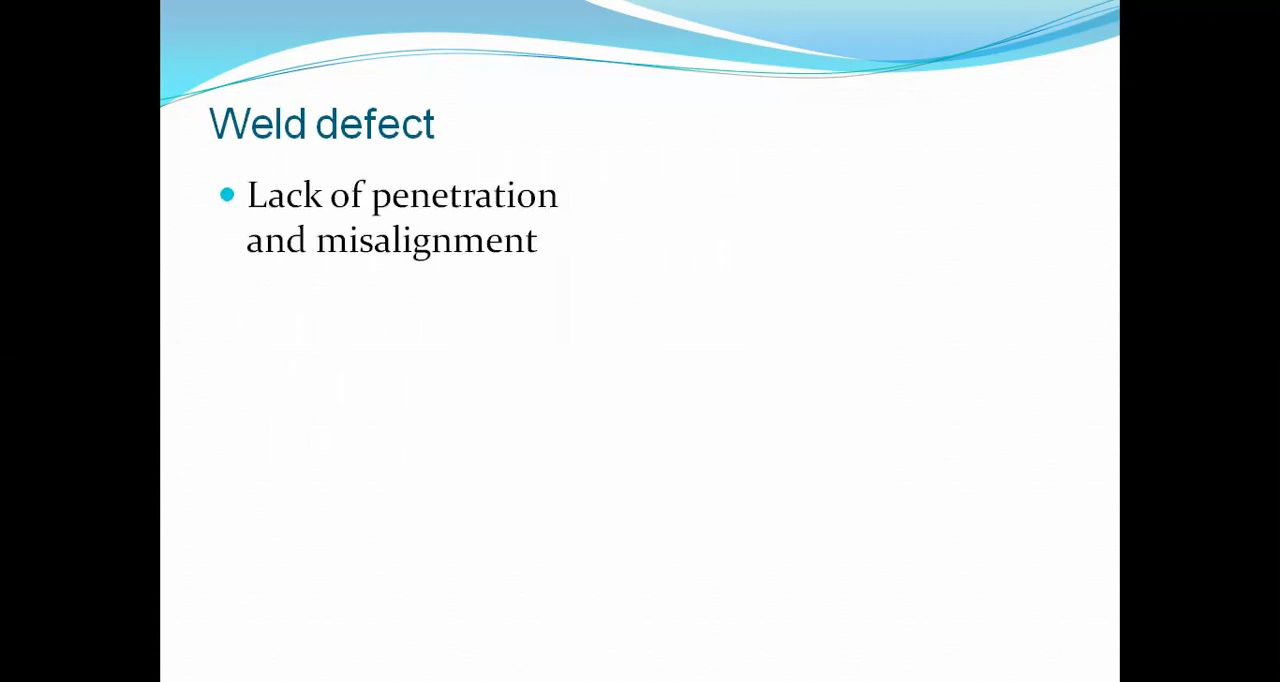 Weld defect
Lack of penetration
and misalignment